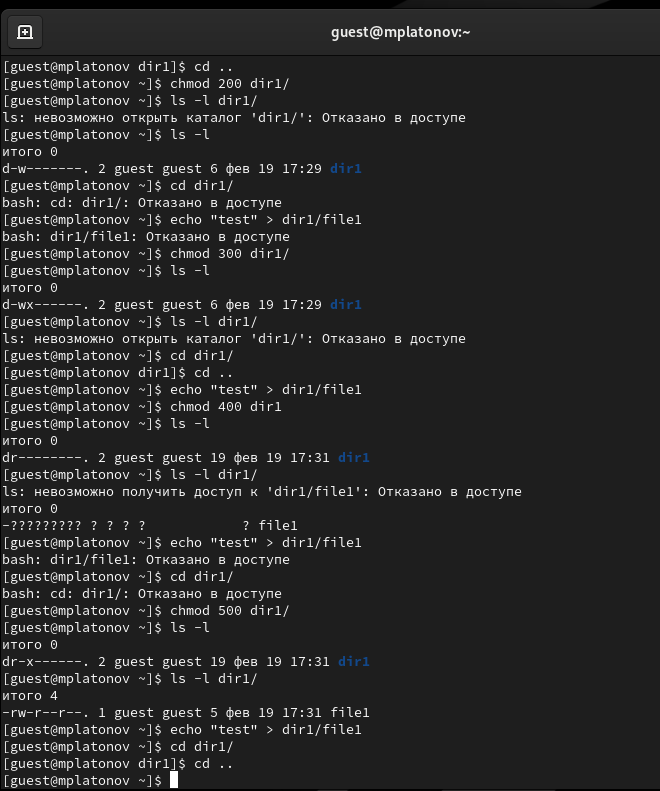 guest@mplatonov:~
[guest@mplatonov dir1]$ cd ..
[guest@mplatonov ~]$ chmod 200 dir1/
[guest@mplatonov ~]$ ls -l dir1/
ls: невозможно открыть каталог 'dir1/': Отказано в доступе
[guest@mplatonov ~]$ ls -l
итого 0
d-w-------. 2 guest guest 6 фев 19 17:29 dir1
[guest@mplatonov ~]$ cd dir1/
bash: cd: dir1/: Отказано в доступе
[guest@mplatonov ~]$ echo "test" > dir1/file1
bash: dir1/file1: Отказано в доступе
[guest@mplatonov ~]$ chmod 300 dir1/
[guest@mplatonov ~]$ ls -l
итого 0
d-wx------. 2 guest guest 6 фев 19 17:29 dir1
[guest@mplatonov ~]$ ls -l dir1/
ls: невозможно открыть каталог 'dir1/': Отказано в доступе
[guest@mplatonov ~]$ cd dir1/
[guest@mplatonov dir1]$ cd ..
[guest@mplatonov ~]$ echo "test" > dir1/file1
[guest@mplatonov ~]$ chmod 400 dir1
[guest@mplatonov ~]$ ls -l
итого 0
dr--------. 2 guest guest 19 фев 19 17:31 dir1
[guest@mplatonov ~]$ ls -l dir1/
ls: невозможно получить доступ к 'dir1/file1': Отказано в доступе
итого 0
-????????? ? ? ? ?            ? file1
[guest@mplatonov ~]$ echo "test" > dir1/file1
bash: dir1/file1: Отказано в доступе
[guest@mplatonov ~]$ cd dir1/
bash: cd: dir1/: Отказано в доступе
[guest@mplatonov ~]$ chmod 500 dir1/
[guest@mplatonov ~]$ ls -l
итого 0
dr-x------. 2 guest guest 19 фев 19 17:31 dir1
[guest@mplatonov ~]$ ls -l dir1/
итого 4
-rw-r--r--. 1 guest guest 5 фев 19 17:31 file1
[guest@mplatonov ~]$ echo "test" > dir1/file1
[guest@mplatonov ~]$ cd dir1/
[guest@mplatonov dir1]$ cd ..
[guest@mplatonov ~]$